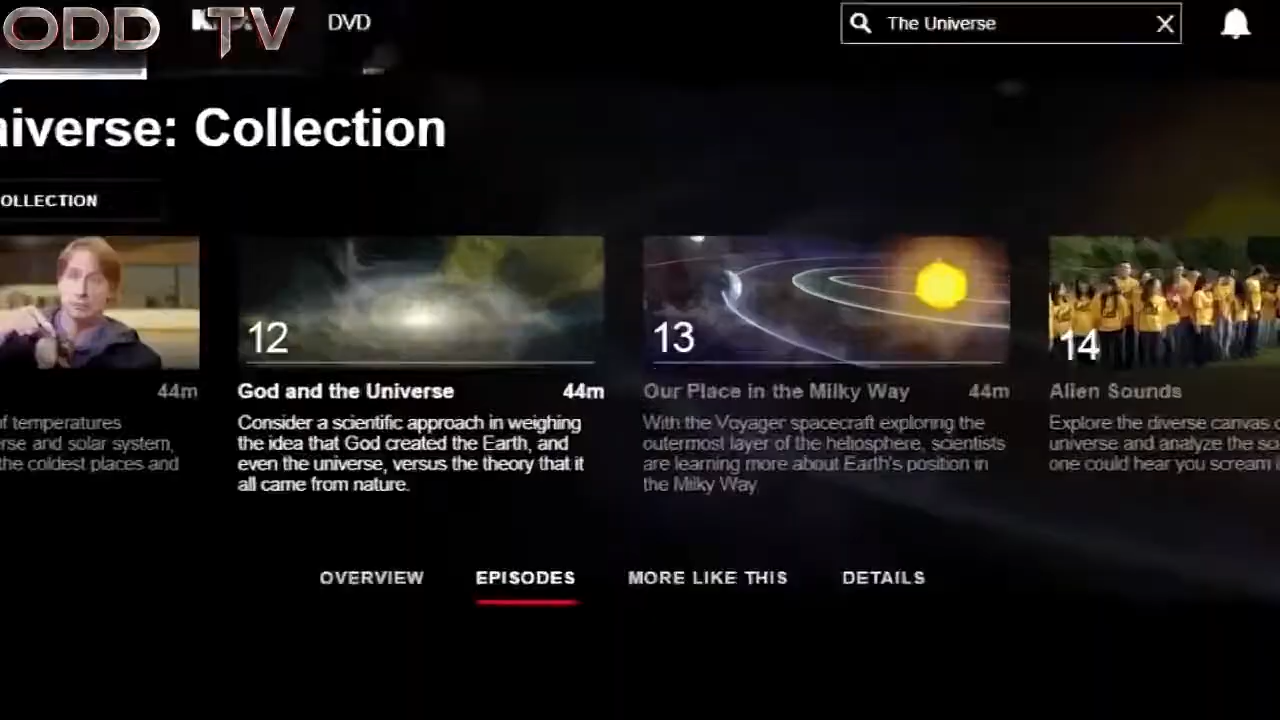 ODD TV
DVD
The Universe
niverse: Collection
OLLECTION
12
13
14
44m
God and the Universe
44m
Our Place in the Milky Way
44m
Alien Sounds
of temperatures
erse and solar system,
the coldest places and
Consider a scientific approach in weighing
the idea that God created the Earth, and
even the universe, versus the theory that it
all came from nature.
With the Voyager spacecraft exploring the
outermost layer of the heliosphere, scientists
are learning more about Earth's position in
the Milky Way
Explore the diverse canvas
universe and analyze the
one could hear you scream
OVERVIEW
EPISODES
MORE LIKE THIS
DETAILS